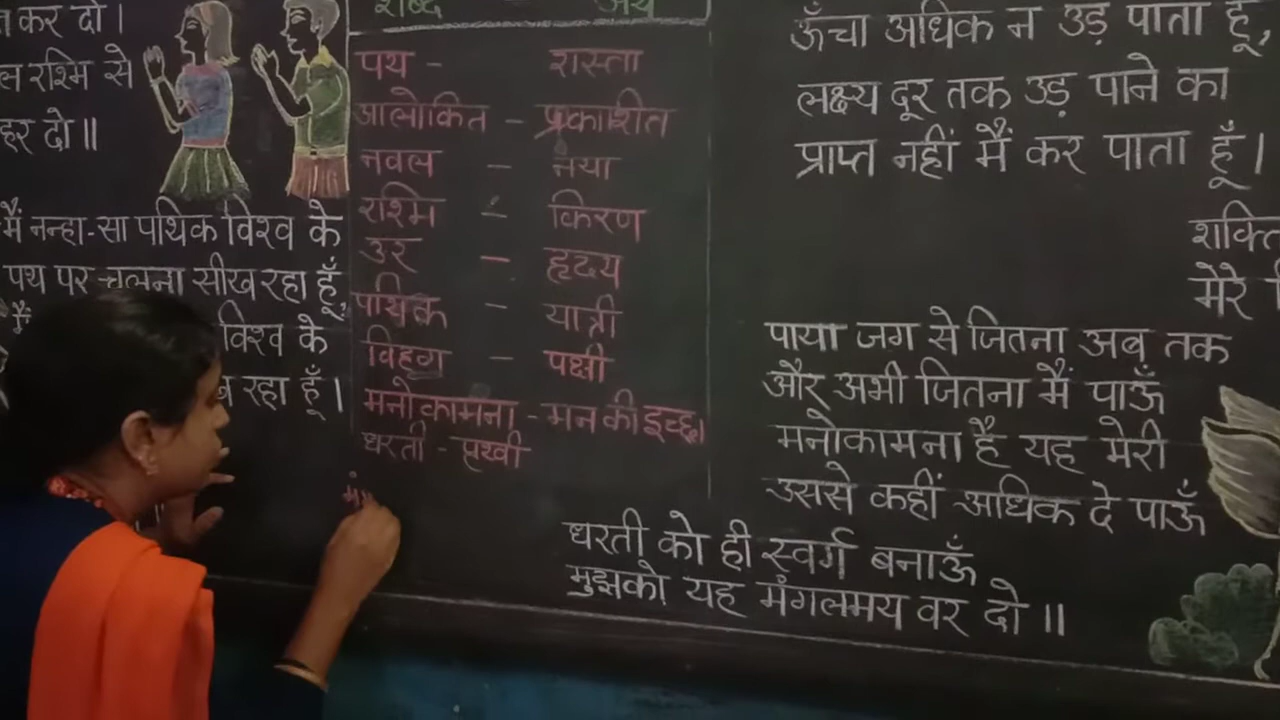 कर दो।
रश्मि से
दो॥
मैं नन्हा-सा पथिक विश्व के
पथ पर चलना सीख रहा हूँ,
विश्व के
रहा हूँ।
शब्द - अर्थ
पथ - रास्ता
आलोकित - प्रकाशित
नवल - नया
रश्मि - किरण
उर - हृदय
पथिक - यात्री
विहग - पक्षी
मनोकामना - मन की इच्छा
धरती - पृथ्वी
ऊँचा अधिक न उड़ पाता हूँ,
लक्ष्य दूर तक उड़ पाने का
प्राप्त नहीं मैं कर पाता हूँ।
शक्ति
मेरे
पाया जग से जितना अब तक
और अभी जितना मैं पाऊँ
मनोकामना है यह मेरी
उससे कहीं अधिक दे पाऊँ
धरती को ही स्वर्ग बनाऊँ
मुझको यह मंगलमय वर दो॥